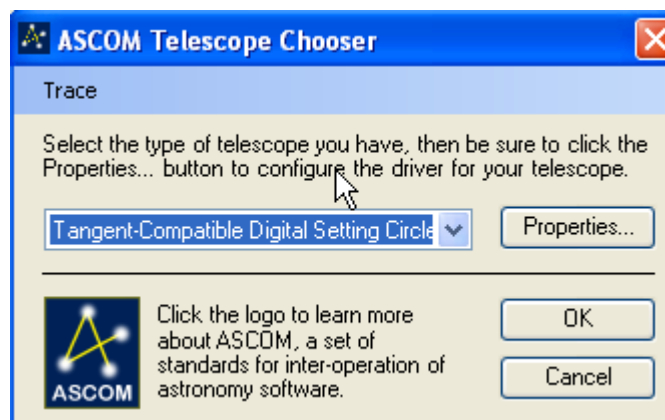 ASCOM Telescope Chooser
Trace
Select the type of telescope you have, then be sure to click the
Properties... button to configure the driver for your telescope.
Tangent-Compatible Digital Setting Circle
Properties...
Click the logo to learn more
about ASCOM, a set of
standards for inter-operation of
astronomy software.
ASCOM
OK
Cancel